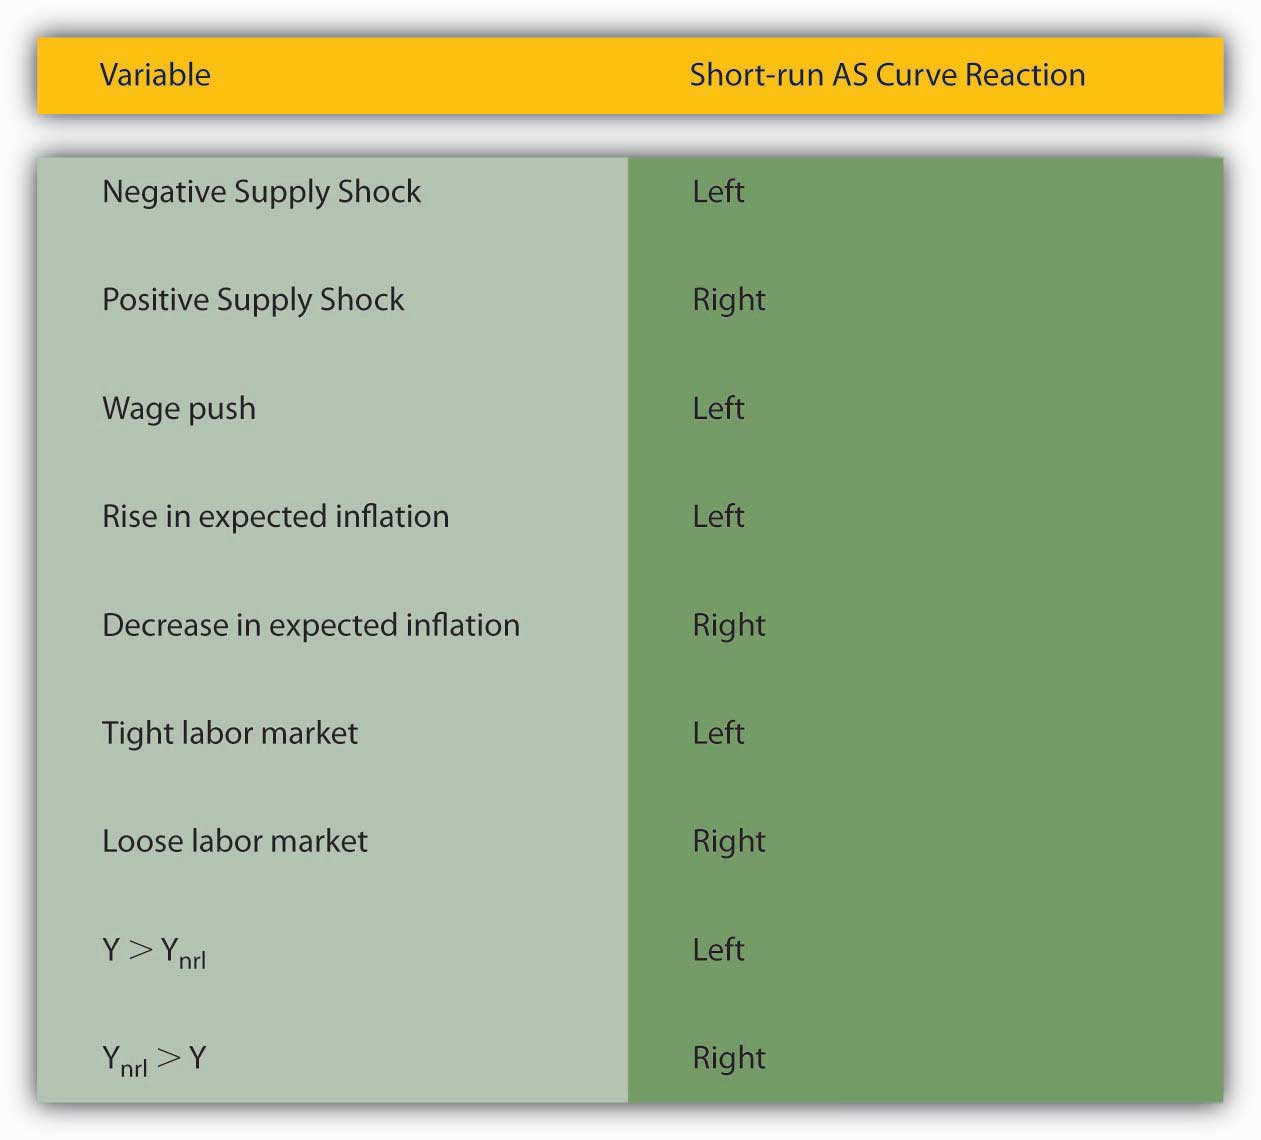 Variable Short-run AS Curve Reaction
Negative Supply Shock Left
Positive Supply Shock Right
Wage push Left
Rise in expected inflation Left
Decrease in expected inflation Right
Tight labor market Left
Loose labor market Right
Y > Ynrl Left
Ynrl > Y Right